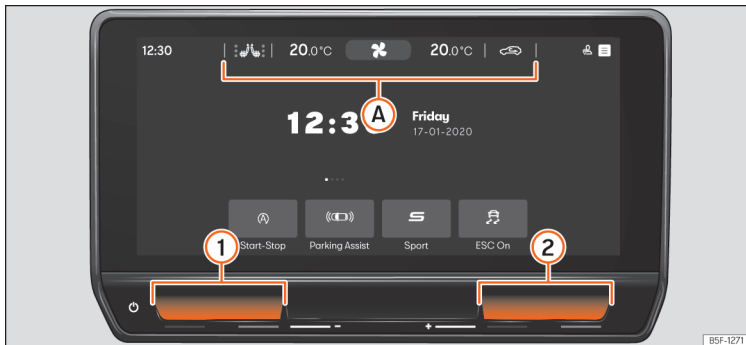 12:30 20.0°C 20.0°C
A
12:3
Friday
17-01-2020
Start-Stop Parking Assist Sport ESC On
1 2
- +
B5F-1271